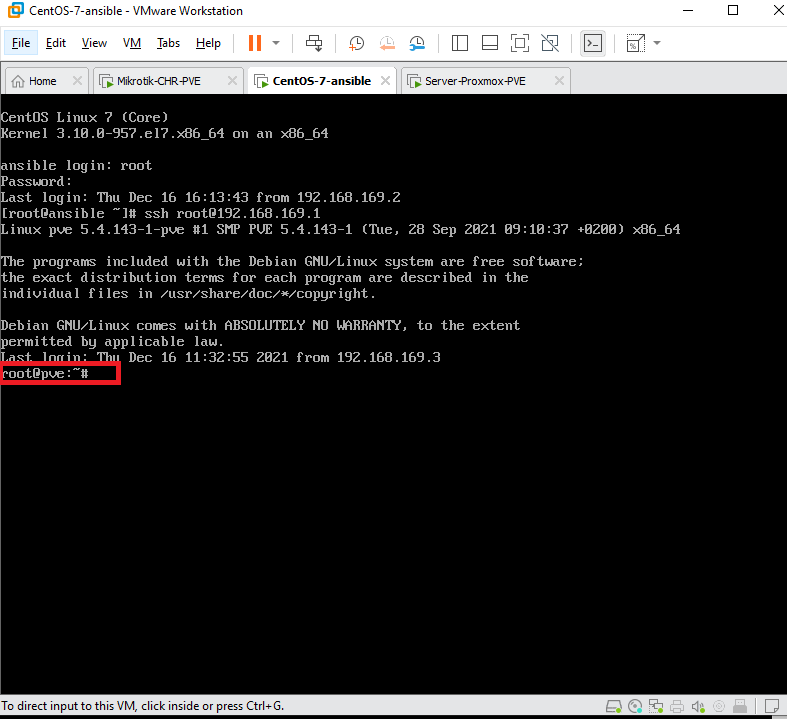 CentOS-7-ansible - VMware Workstation
File Edit View VM Tabs Help
Home Mikrotik-CHR-PVE CentOS-7-ansible Server-Proxmox-PVE
CentOS Linux 7 (Core)
Kernel 3.10.0-957.el7.x86_64 on an x86_64
ansible login: root
Password:
Last login: Thu Dec 16 16:13:43 from 192.168.169.2
[root@ansible ~]# ssh root@192.168.169.1
Linux pve 5.4.143-1-pve #1 SMP PVE 5.4.143-1 (Tue, 28 Sep 2021 09:10:37 +0200) x86_64
The programs included with the Debian GNU/Linux system are free software;
the exact distribution terms for each program are described in the
individual files in /usr/share/doc/*/copyright.
Debian GNU/Linux comes with ABSOLUTELY NO WARRANTY, to the extent
permitted by applicable law.
Last login: Thu Dec 16 11:32:55 2021 from 192.168.169.3
root@pve:~#
To direct input to this VM, click inside or press Ctrl+G.